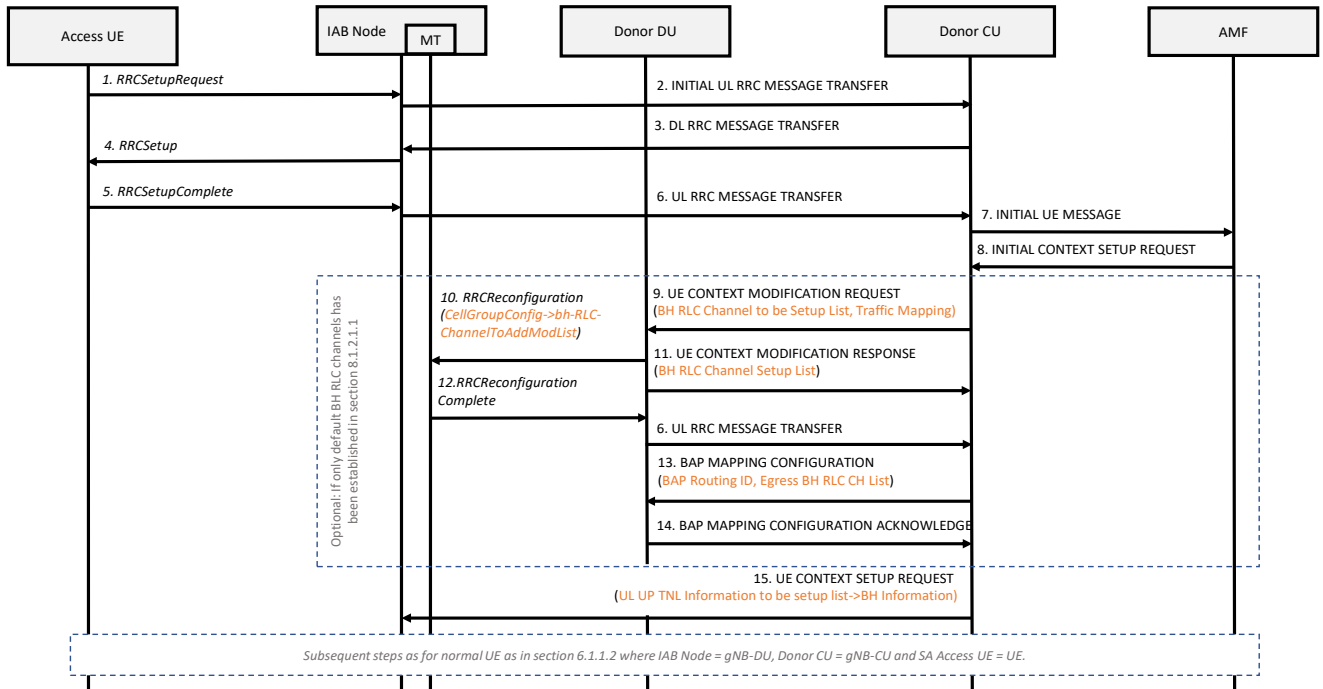 Access UE
IAB Node
MT
Donor DU
Donor CU
AMF
1. RRCSetupRequest
2. INITIAL UL RRC MESSAGE TRANSFER
3. DL RRC MESSAGE TRANSFER
4. RRCSetup
5. RRCSetupComplete
6. UL RRC MESSAGE TRANSFER
7. INITIAL UE MESSAGE
8. INITIAL CONTEXT SETUP REQUEST
Optional: If only default BH RLC channels has
been established in section 8.1.2.1.1
9. UE CONTEXT MODIFICATION REQUEST
(BH RLC Channel to be Setup List, Traffic Mapping)
10. RRCReconfiguration
(CellGroupConfig->bh-RLC-
ChannelToAddModList)
11. UE CONTEXT MODIFICATION RESPONSE
(BH RLC Channel Setup List)
12.RRCReconfiguration
Complete
6. UL RRC MESSAGE TRANSFER
13. BAP MAPPING CONFIGURATION
(BAP Routing ID, Egress BH RLC CH List)
14. BAP MAPPING CONFIGURATION ACKNOWLEDGE
15. UE CONTEXT SETUP REQUEST
(UL UP TNL Information to be setup list->BH Information)
Subsequent steps as for normal UE as in section 6.1.1.2 where IAB Node = gNB-DU, Donor CU = gNB-CU and SA Access UE = UE.